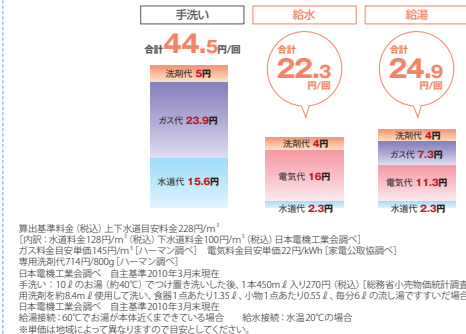 手洗い 給水 給湯
合計44.5円/回
合計
22.3
円/回
合計
24.9
円/回
洗剤代 5円
ガス代 23.9円
水道代 15.6円
洗剤代 4円
電気代 16円
水道代 2.3円
洗剤代 4円
ガス代 7.3円
電気代 11.3円
水道代 2.3円
算出基準料金(税込)上下水道目安料金228円/m³
[内訳:水道料金128円/m³(税込)下水道料金100円/m³(税込)日本電機工業会調べ]
ガス料金目安単価145円/m³[ハーマン調べ] 電気料金目安単価22円/kWh[家電公取協調べ]
専用洗剤代714円/800g[ハーマン調べ]
日本電機工業会調べ 自主基準2010年3月末現在
手洗い:10ℓのお湯(約40℃)でつけ置き洗いした後、1本450mℓ入り270円(税込)[総務省小売物価統計調査
用洗剤を約8.4mℓ使用して洗い、食器1点あたり1.35ℓ、小物1点あたり0.55ℓ、毎分6ℓの流し湯ですすいだ場合
日本電機工業会調べ 自主基準2010年3月末現在
給湯接続:60℃でお湯が本体近くまできている場合 給水接続:水温20℃の場合
※単価は地域によって異なりますので目安としてください。